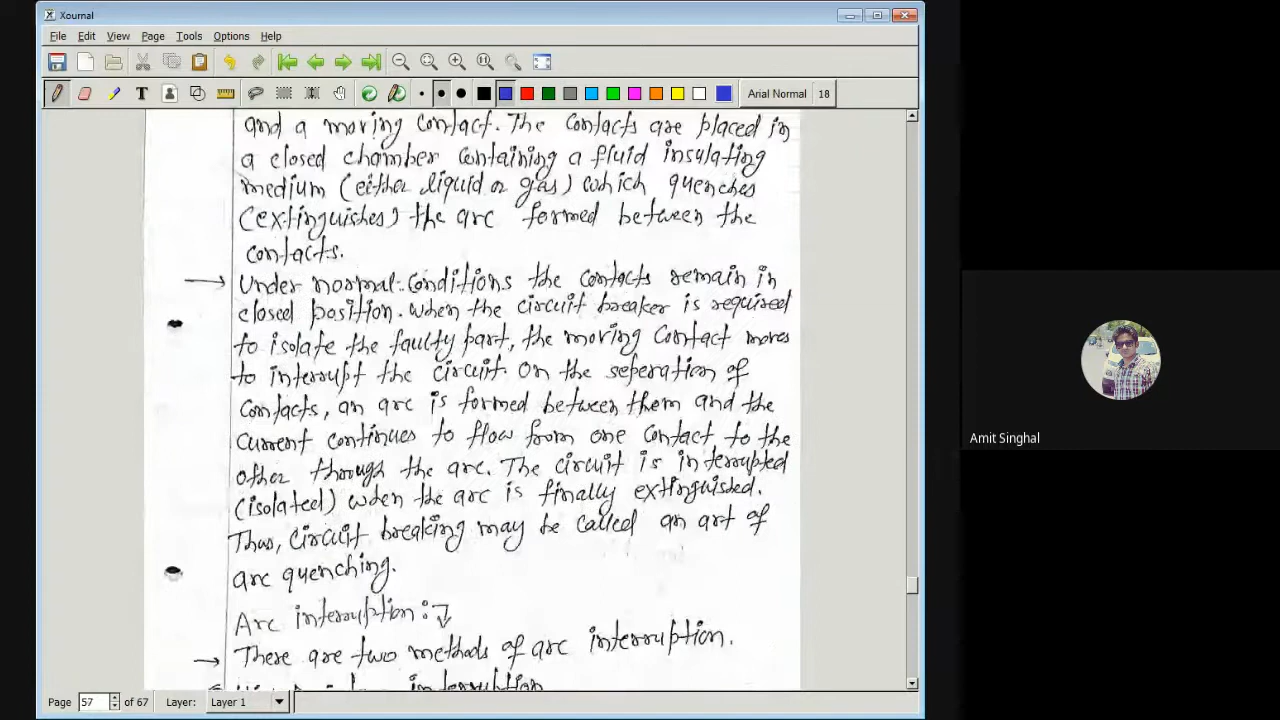 Xournal
File Edit View Page Tools Options Help
Arial Normal 18
and a moving contact. The contacts are placed in
a closed chamber containing a fluid insulating
medium (either liquid or gas) which quenches
(extinguishes) the arc formed between the
contacts.
→ Under normal conditions the contacts remain in
closed position. when the circuit breaker is required
to isolate the faulty part, the moving contact moves
to interrupt the circuit. On the seperation of
contacts, an arc is formed between them and the
current continues to flow from one contact to the
other through the arc. The circuit is interrupted
(isolated) when the arc is finally extinguished.
Thus, circuit breaking may be called an art of
arc quenching.
Arc interruption:
→ There are two methods of arc interruption.
interruption
Page 57 of 67 Layer: Layer 1
Amit Singhal